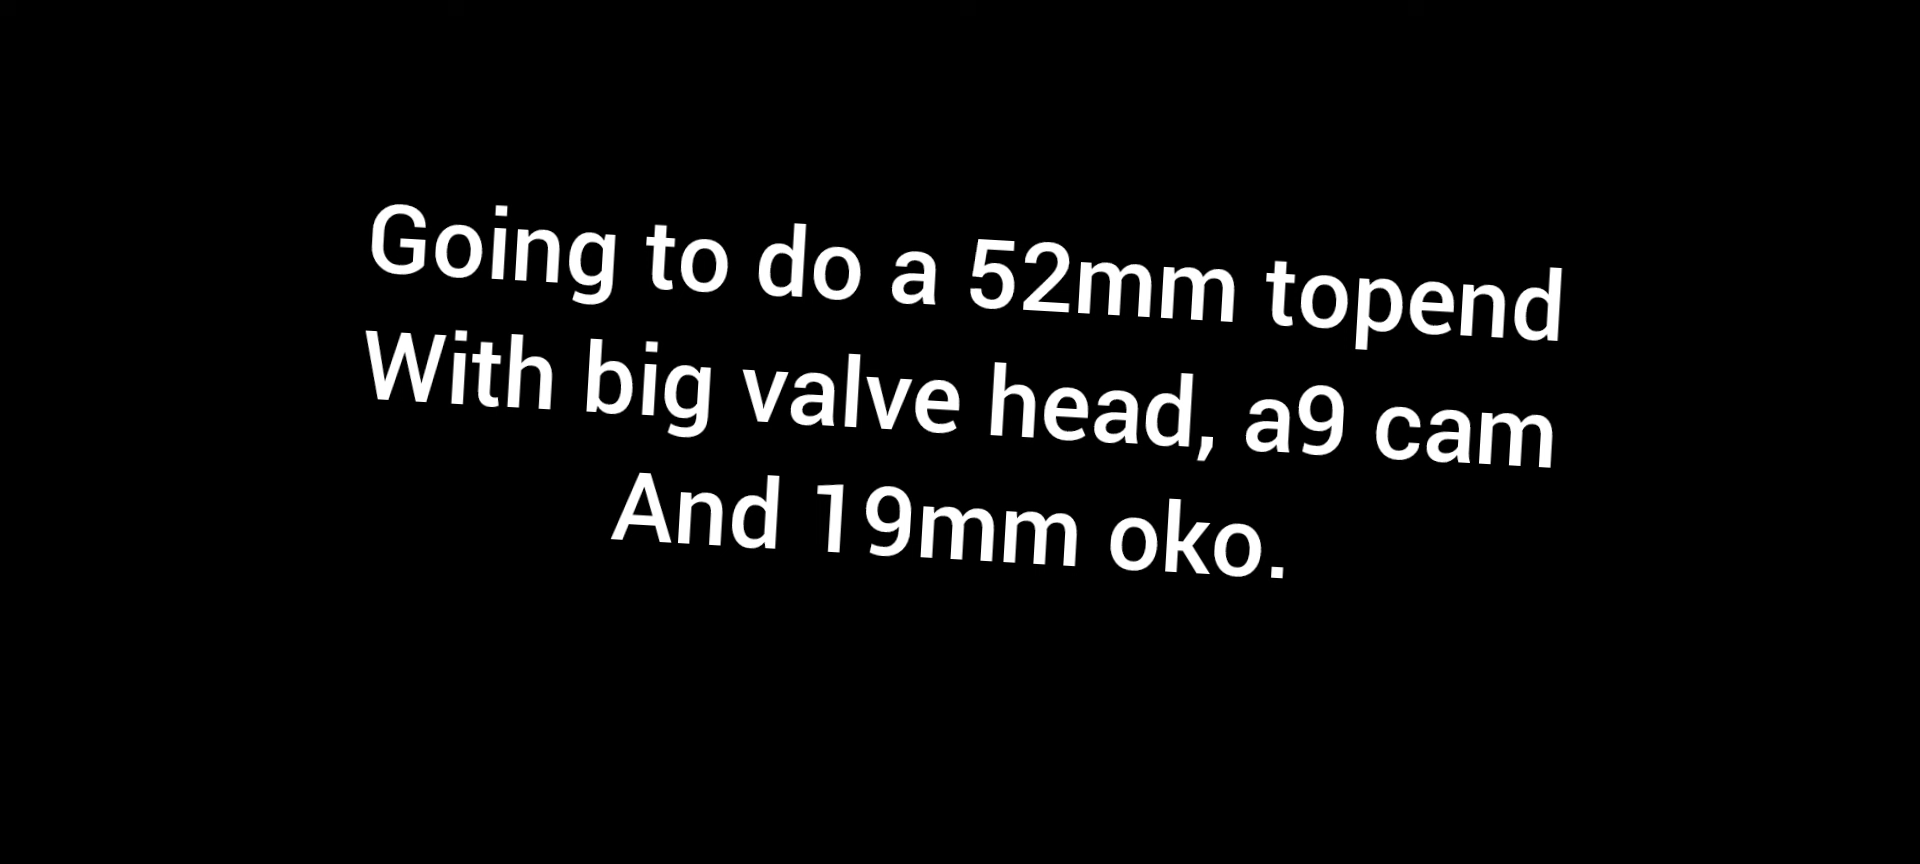 Going to do a 52mm topend
With big valve head, a9 cam
And 19mm oko.